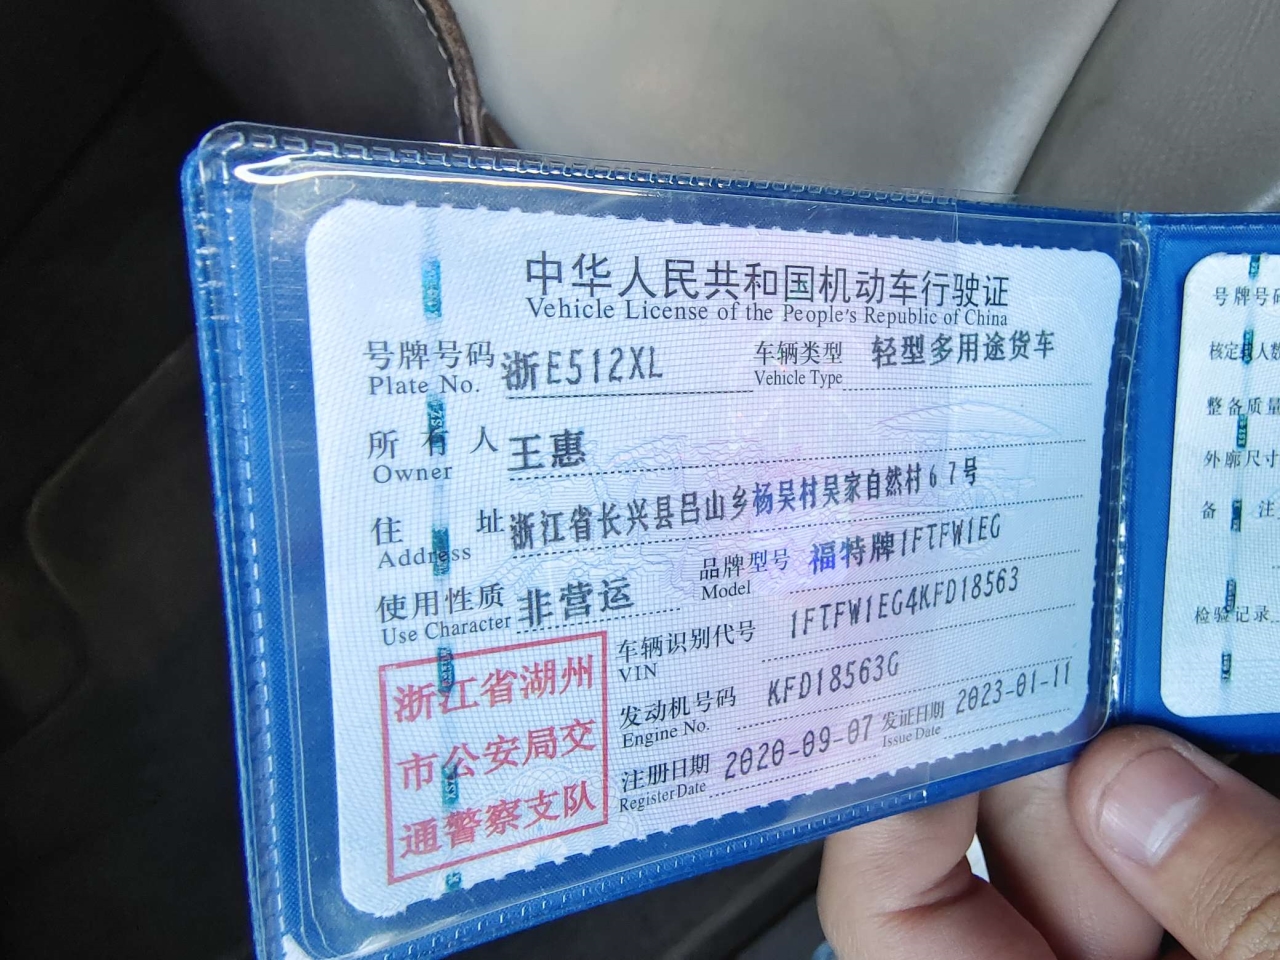 中华人民共和国机动车行驶证
Vehicle License of the People's Republic of China
号牌号码 浙E512XL 车辆类型 轻型多用途货车
Plate No. Vehicle Type
所有人 王惠
Owner
住址 浙江省长兴县吕山乡杨吴村吴家自然村67号
Address
使用性质 非营运 品牌型号 福特牌1FTFW1EG
Use Character Model
车辆识别代号 1FTFW1EG4KFD18563
VIN
发动机号码 KFD18563G
Engine No.
注册日期 2020-09-07 发证日期 2023-01-11
Register Date Issue Date
浙江省湖州
市公安局交
通警察支队
号牌号码
核定载人数
整备质量
外廓尺寸
备注
检验记录